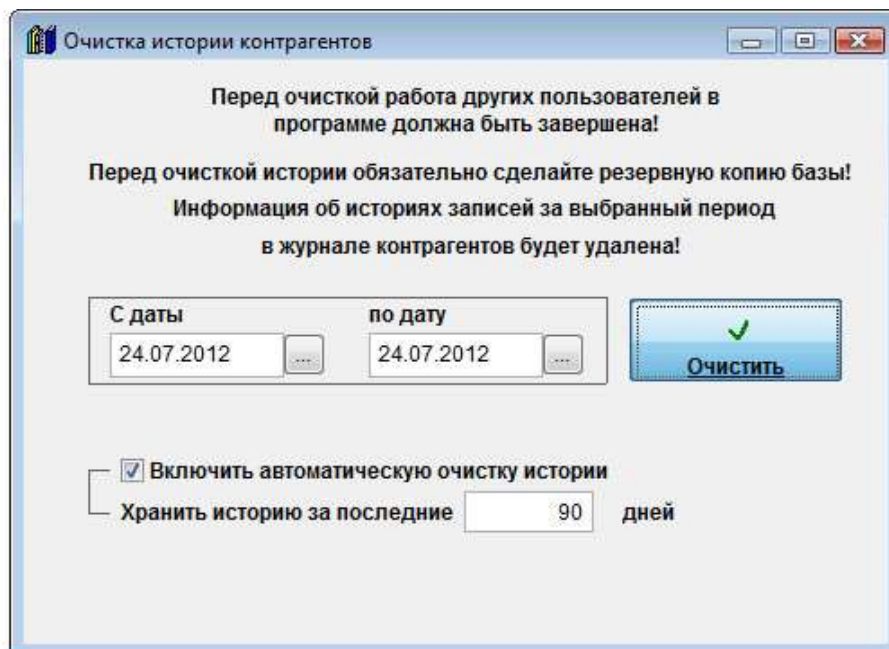 Очистка истории контрагентов
Перед очисткой работа других пользователей в
программе должна быть завершена!
Перед очисткой истории обязательно сделайте резервную копию базы!
Информация об историях записей за выбранный период
в журнале контрагентов будет удалена!
С даты по дату
24.07.2012 ... 24.07.2012 ...
Очистить
Включить автоматическую очистку истории
Хранить историю за последние 90 дней